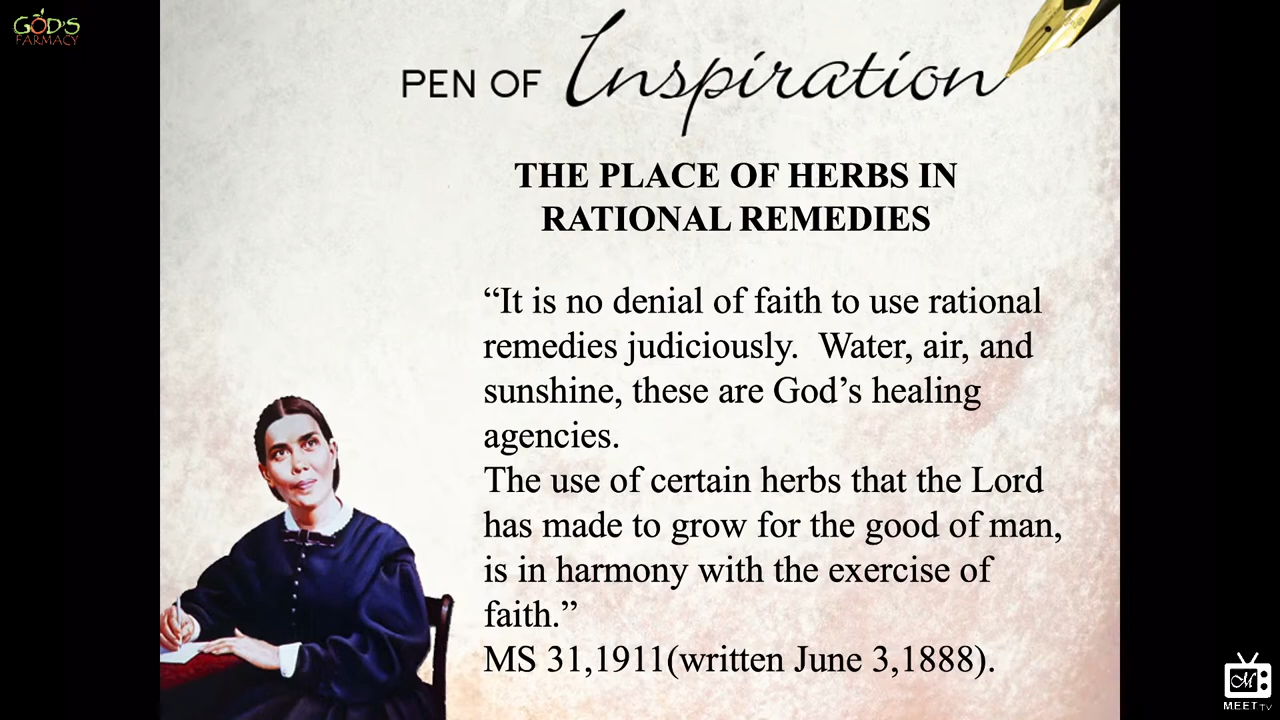 GOD'S
FARMACY
PEN OF Inspiration
THE PLACE OF HERBS IN
RATIONAL REMEDIES
“It is no denial of faith to use rational
remedies judiciously.  Water, air, and
sunshine, these are God’s healing
agencies.
The use of certain herbs that the Lord
has made to grow for the good of man,
is in harmony with the exercise of
faith.”
MS 31,1911(written June 3,1888).
M
MEET TV